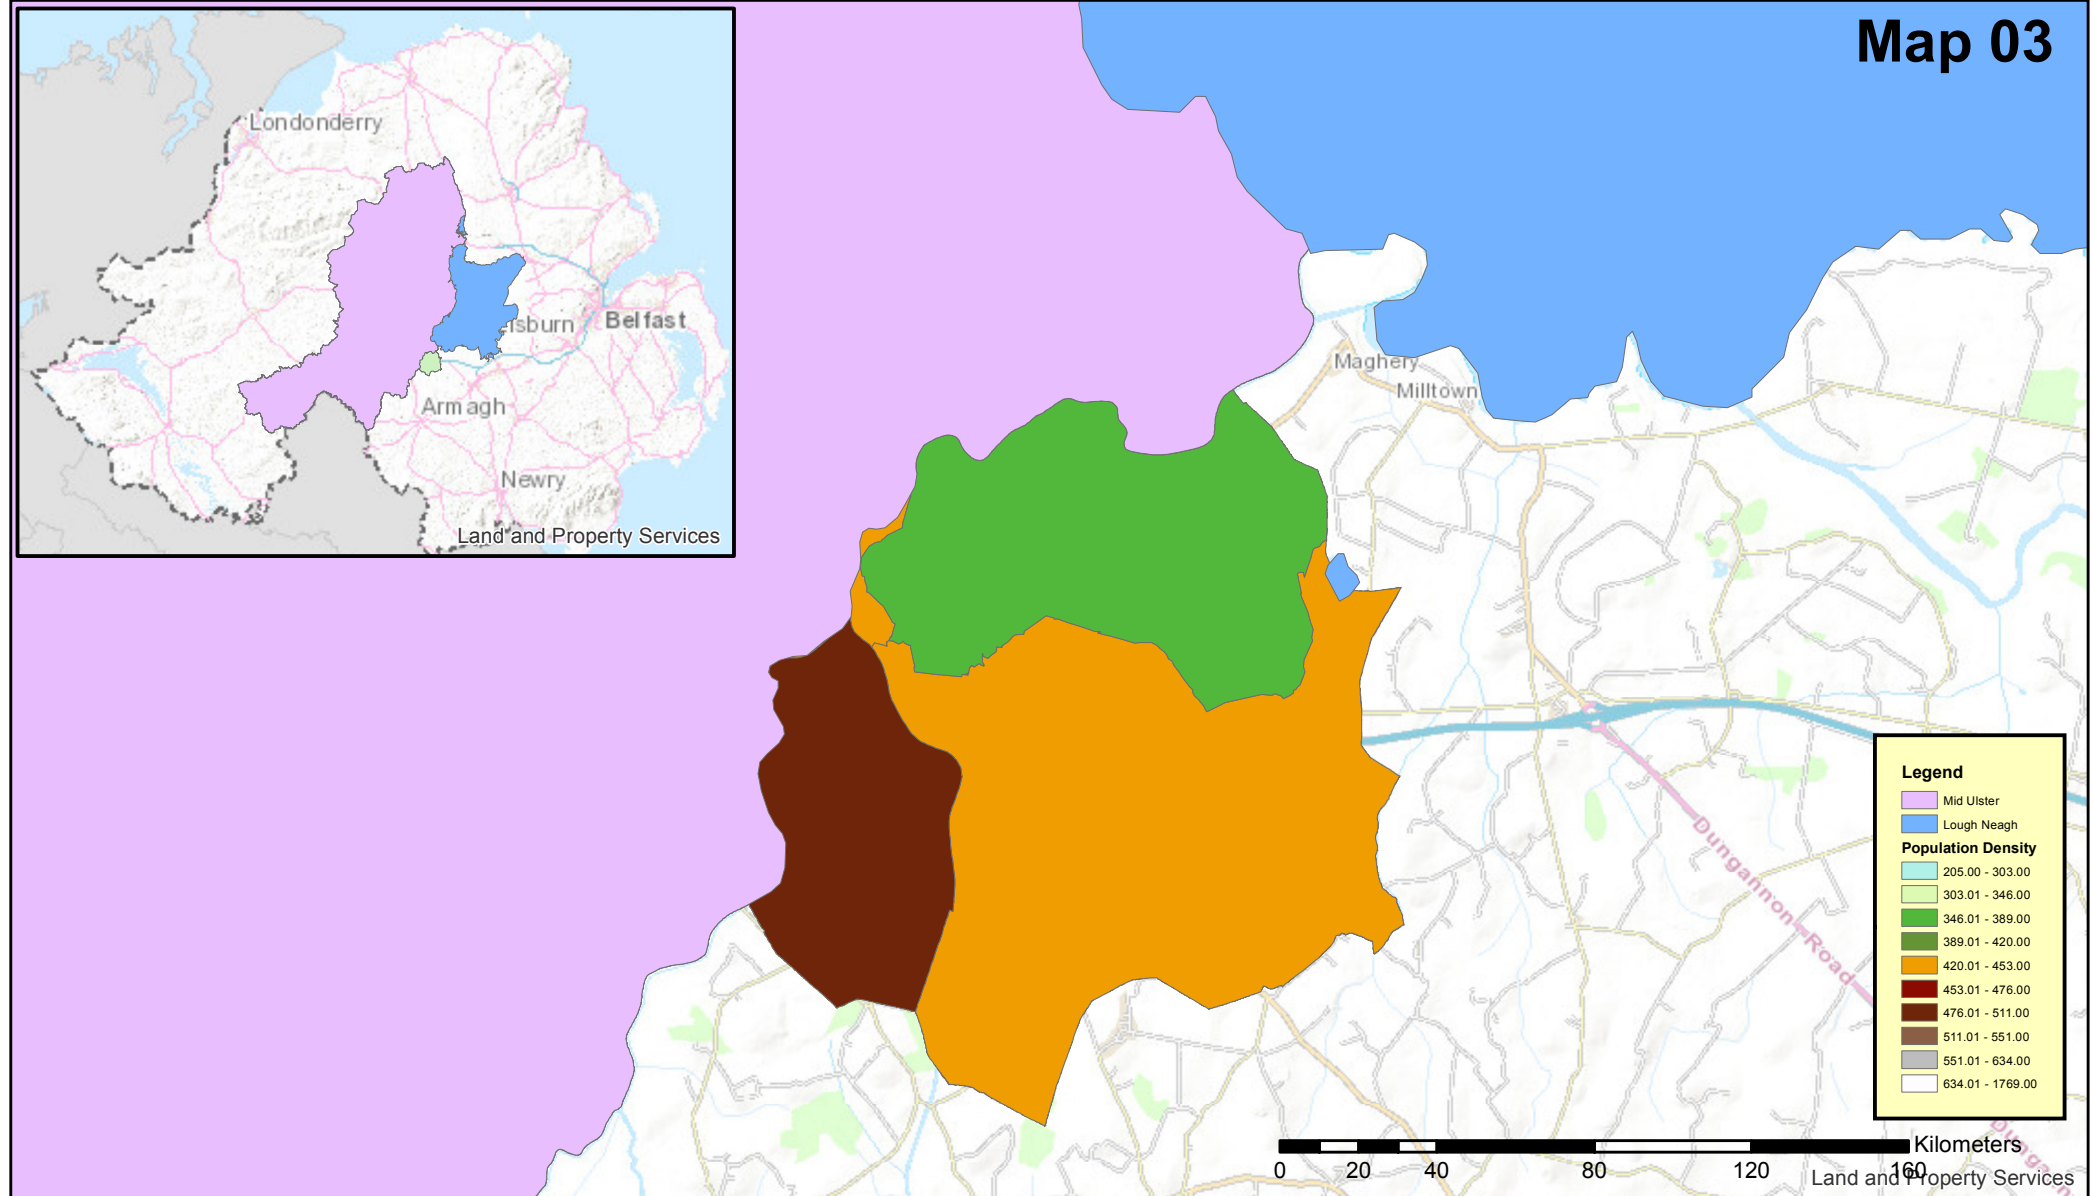 Map 03
Londonderry
elsburn
Belfast
Armagh
Newry
Land and Property Services
Maghery
Milltown
Dungannon Road
Legend
Mid Ulster
Lough Neagh
Population Density
205.00 - 303.00
303.01 - 346.00
346.01 - 389.00
389.01 - 420.00
420.01 - 453.00
453.01 - 476.00
476.01 - 511.00
511.01 - 551.00
551.01 - 634.00
634.01 - 1769.00
Kilometers
0 20 40 80 120 160
Land and Property Services